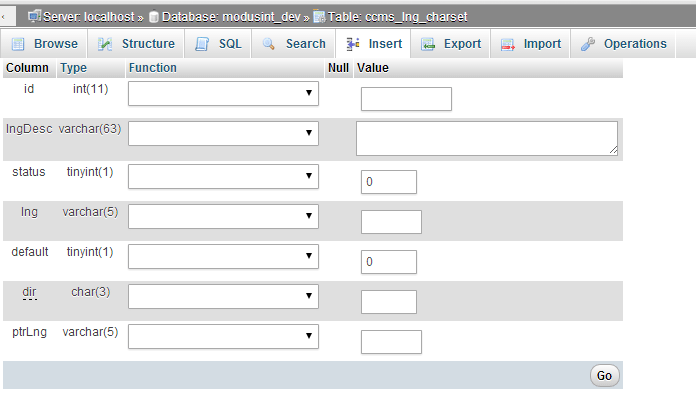 Server: localhost » Database: modusint_dev » Table: ccms_lng_charset
Browse Structure SQL Search Insert Export Import Operations
Column Type Function Null Value
id int(11)
lngDesc varchar(63)
status tinyint(1) 0
lng varchar(5)
default tinyint(1) 0
dir char(3)
ptrLng varchar(5)
Go